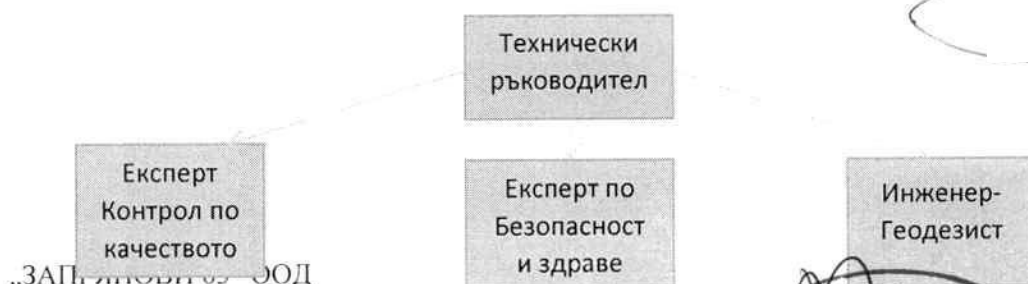 Технически
ръководител
Експерт
Контрол по
качеството
Експерт по
Безопасност
и здраве
Инженер-
Геодезист
ООД